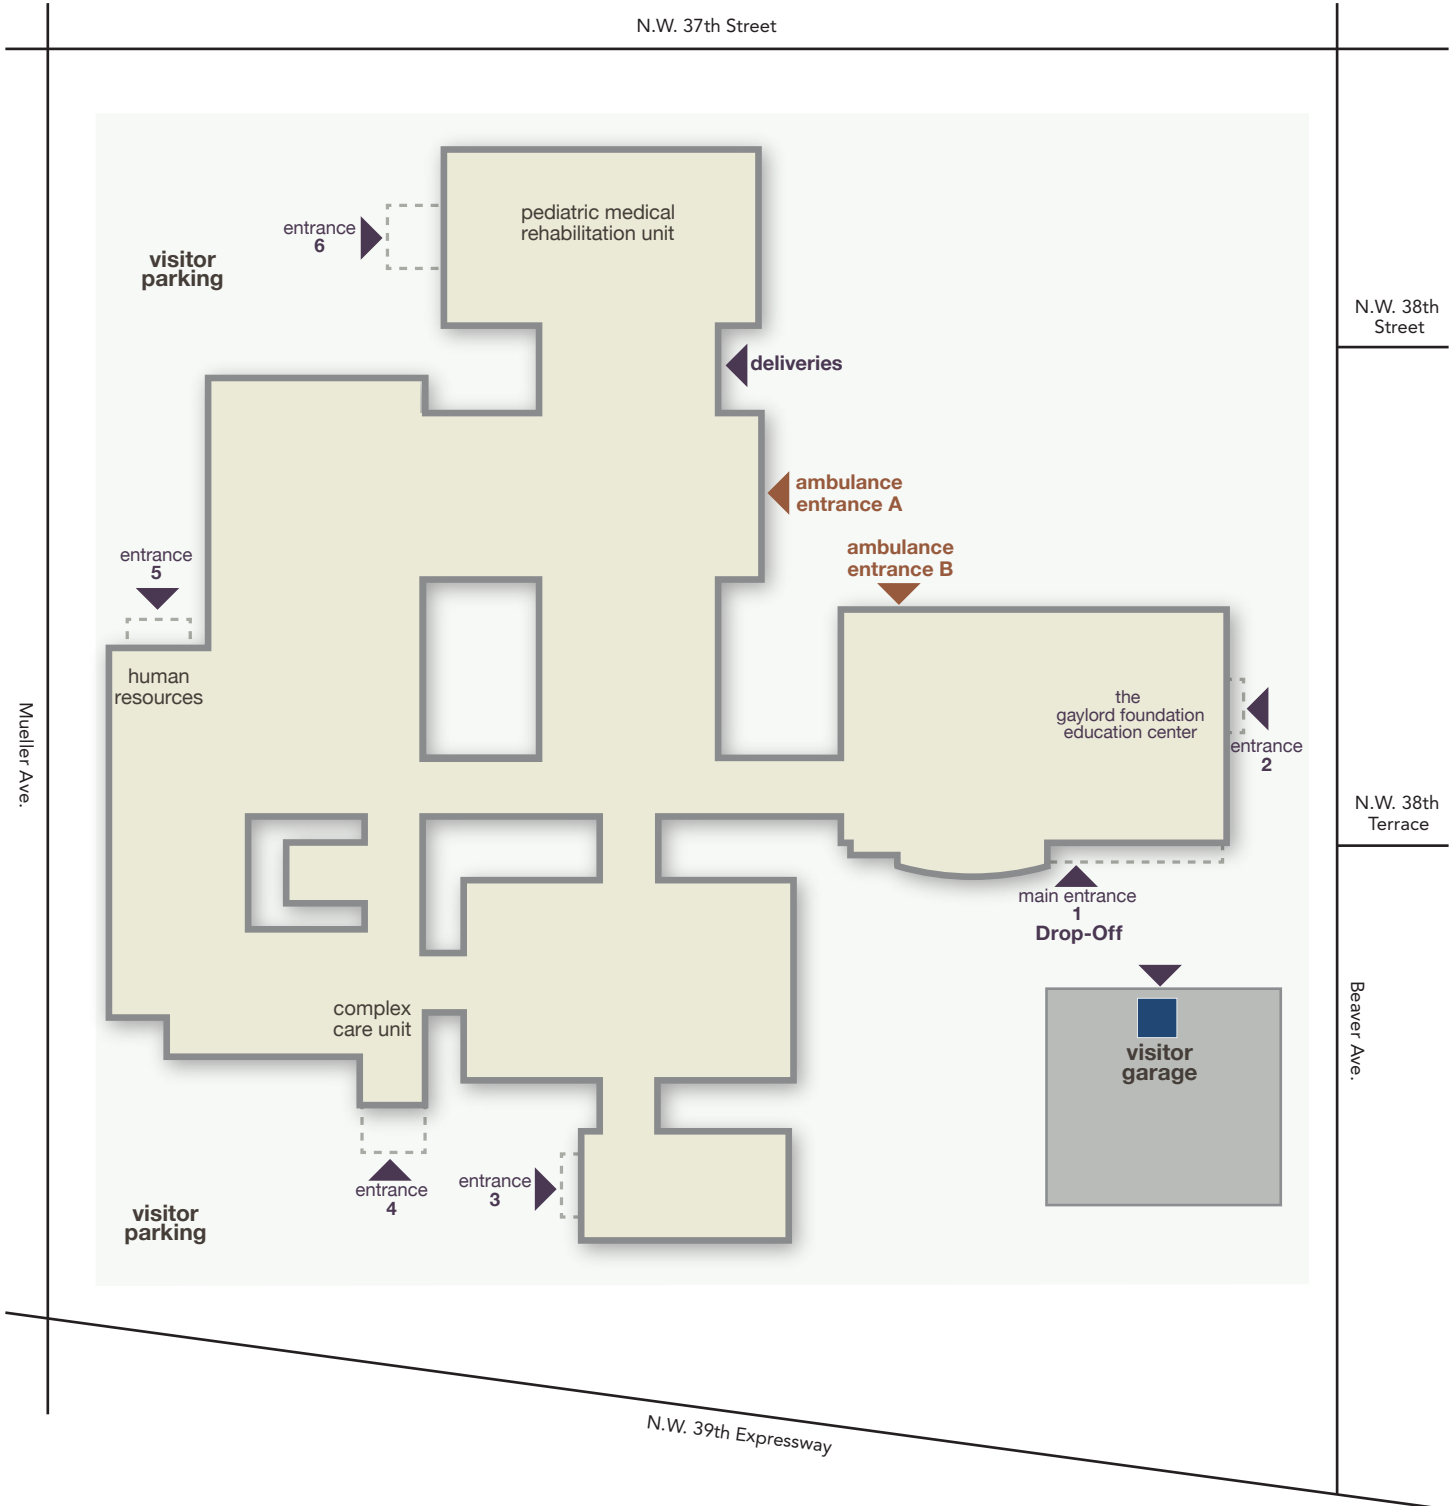 N.W. 37th Street
pediatric medical
rehabilitation unit
entrance
6
visitor
parking
N.W. 38th
Street
deliveries
ambulance
entrance A
ambulance
entrance B
entrance
5
human
resources
the
gaylord foundation
education center
entrance
2
Mueller Ave.
N.W. 38th
Terrace
main entrance
1
Drop-Off
complex
care unit
Beaver Ave.
visitor
garage
entrance
4
entrance
3
visitor
parking
N.W. 39th Expressway